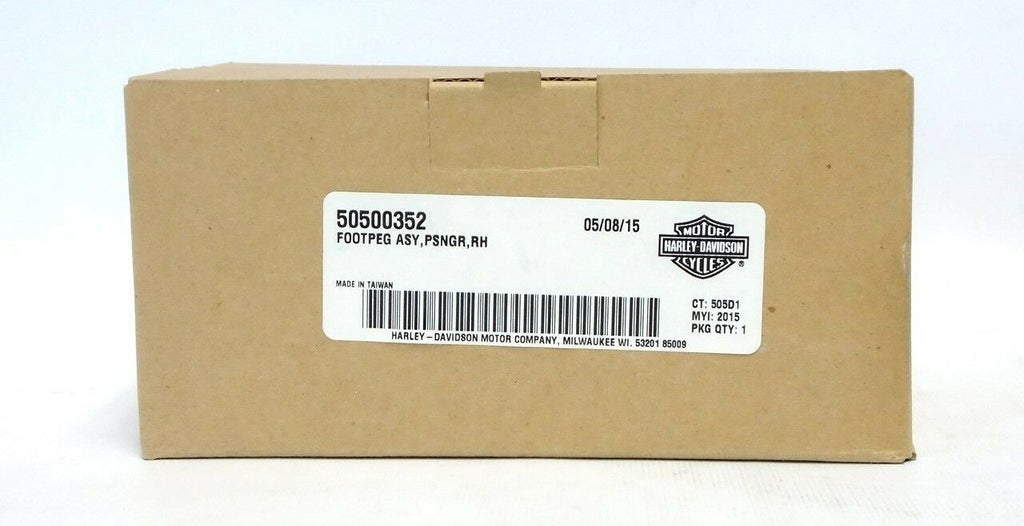 50500352
05/08/15
FOOTPEG ASY,PSNGR,RH
MOTOR
HARLEY-DAVIDSON
CYCLES
®
MADE IN TAIWAN
CT: 505D1
MYI: 2015
PKG QTY: 1
HARLEY–DAVIDSON MOTOR COMPANY, MILWAUKEE WI. 53201 85009